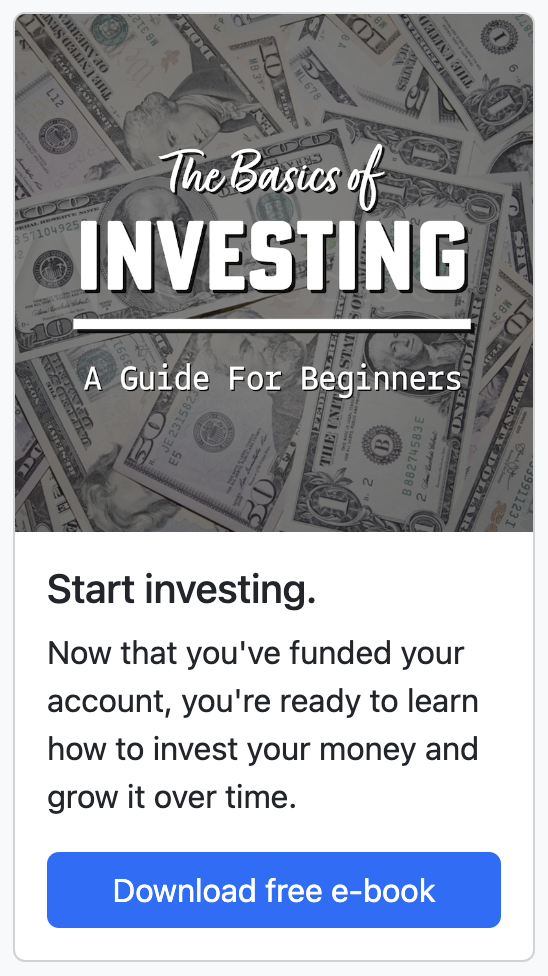 The Basics of
INVESTING
A Guide For Beginners
Start investing.
Now that you've funded your
account, you're ready to learn
how to invest your money and
grow it over time.
Download free e-book